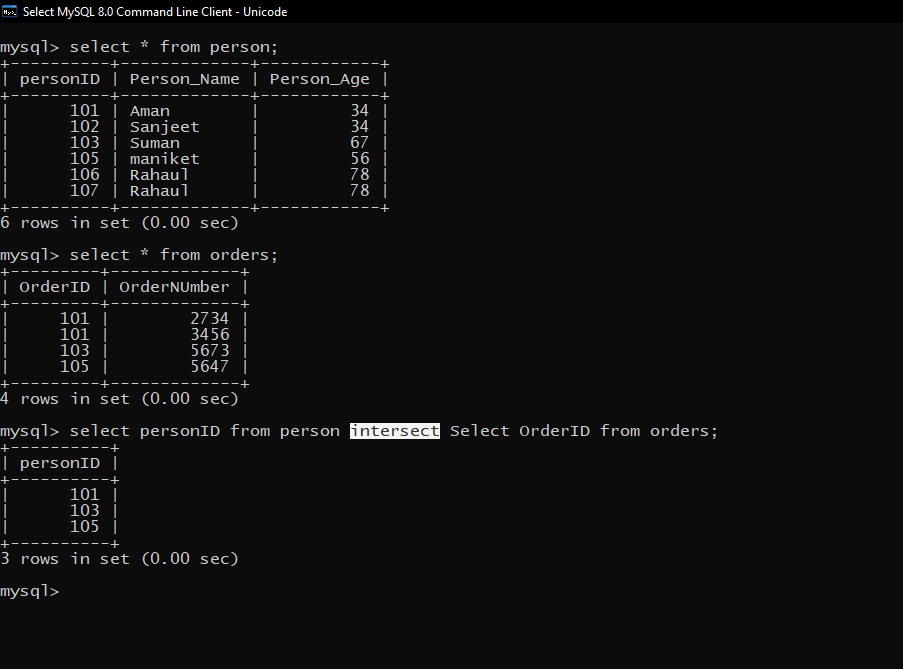 Select MySQL 8.0 Command Line Client - Unicode
mysql> select * from person;
+----------+-------------+------------+
| personID | Person_Name | Person_Age |
+----------+-------------+------------+
|      101 | Aman        |         34 |
|      102 | Sanjeet     |         34 |
|      103 | Suman       |         67 |
|      105 | maniket     |         56 |
|      106 | Rahaul      |         78 |
|      107 | Rahaul      |         78 |
+----------+-------------+------------+
6 rows in set (0.00 sec)
mysql> select * from orders;
+---------+-------------+
| OrderID | OrderNUmber |
+---------+-------------+
|     101 |        2734 |
|     101 |        3456 |
|     103 |        5673 |
|     105 |        5647 |
+---------+-------------+
4 rows in set (0.00 sec)
mysql> select personID from person intersect Select OrderID from orders;
+----------+
| personID |
+----------+
|      101 |
|      103 |
|      105 |
+----------+
3 rows in set (0.00 sec)
mysql>